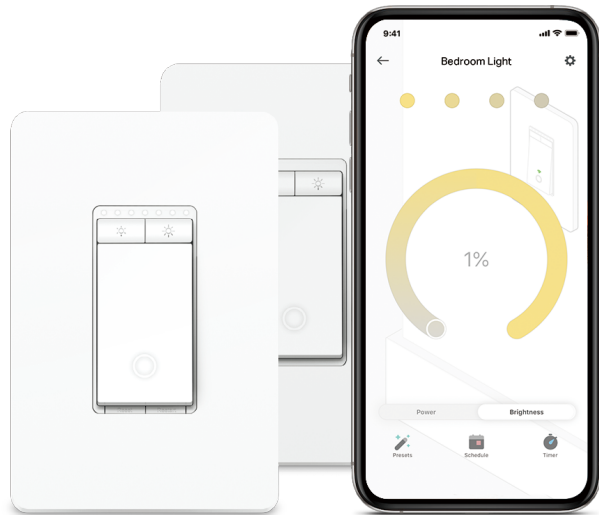 9:41
Bedroom Light
1%
Power
Brightness
Presets
Schedule
Timer